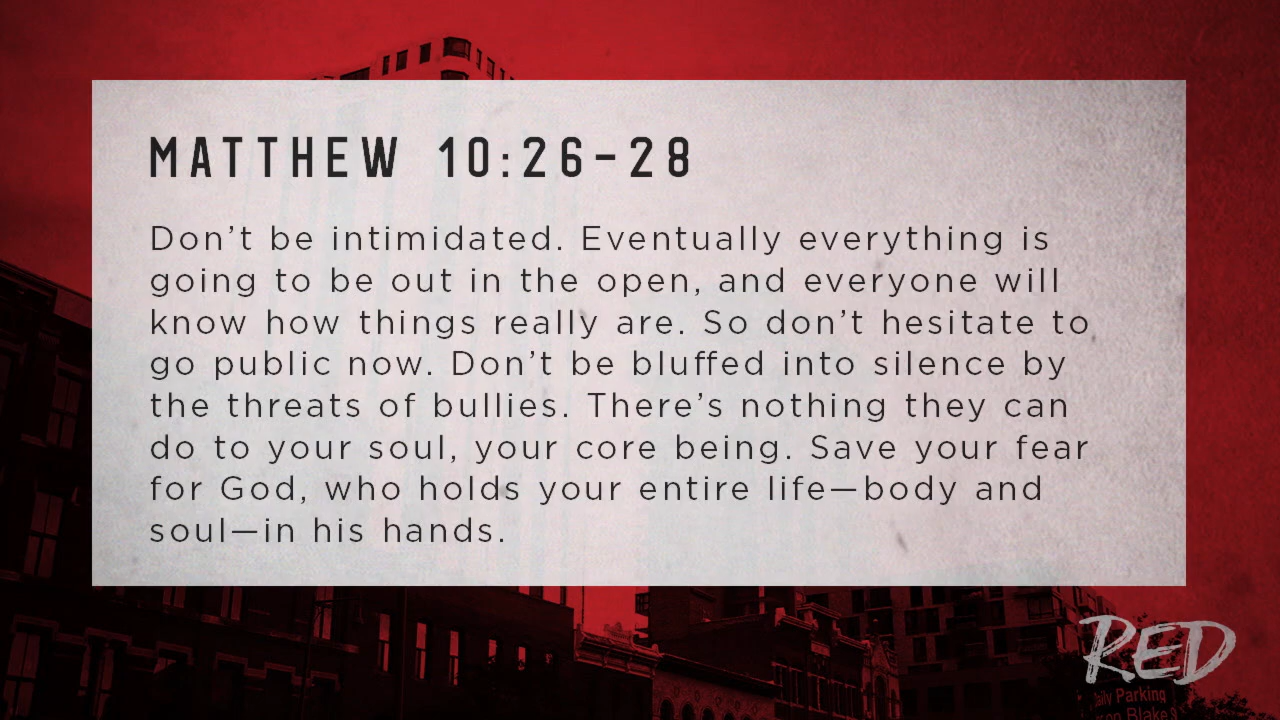 MATTHEW 10:26-28
Don’t be intimidated. Eventually everything is
going to be out in the open, and everyone will
know how things really are. So don’t hesitate to
go public now. Don’t be bluffed into silence by
the threats of bullies. There’s nothing they can
do to your soul, your core being. Save your fear
for God, who holds your entire life—body and
soul—in his hands.
RED
Daily Parking
Blake